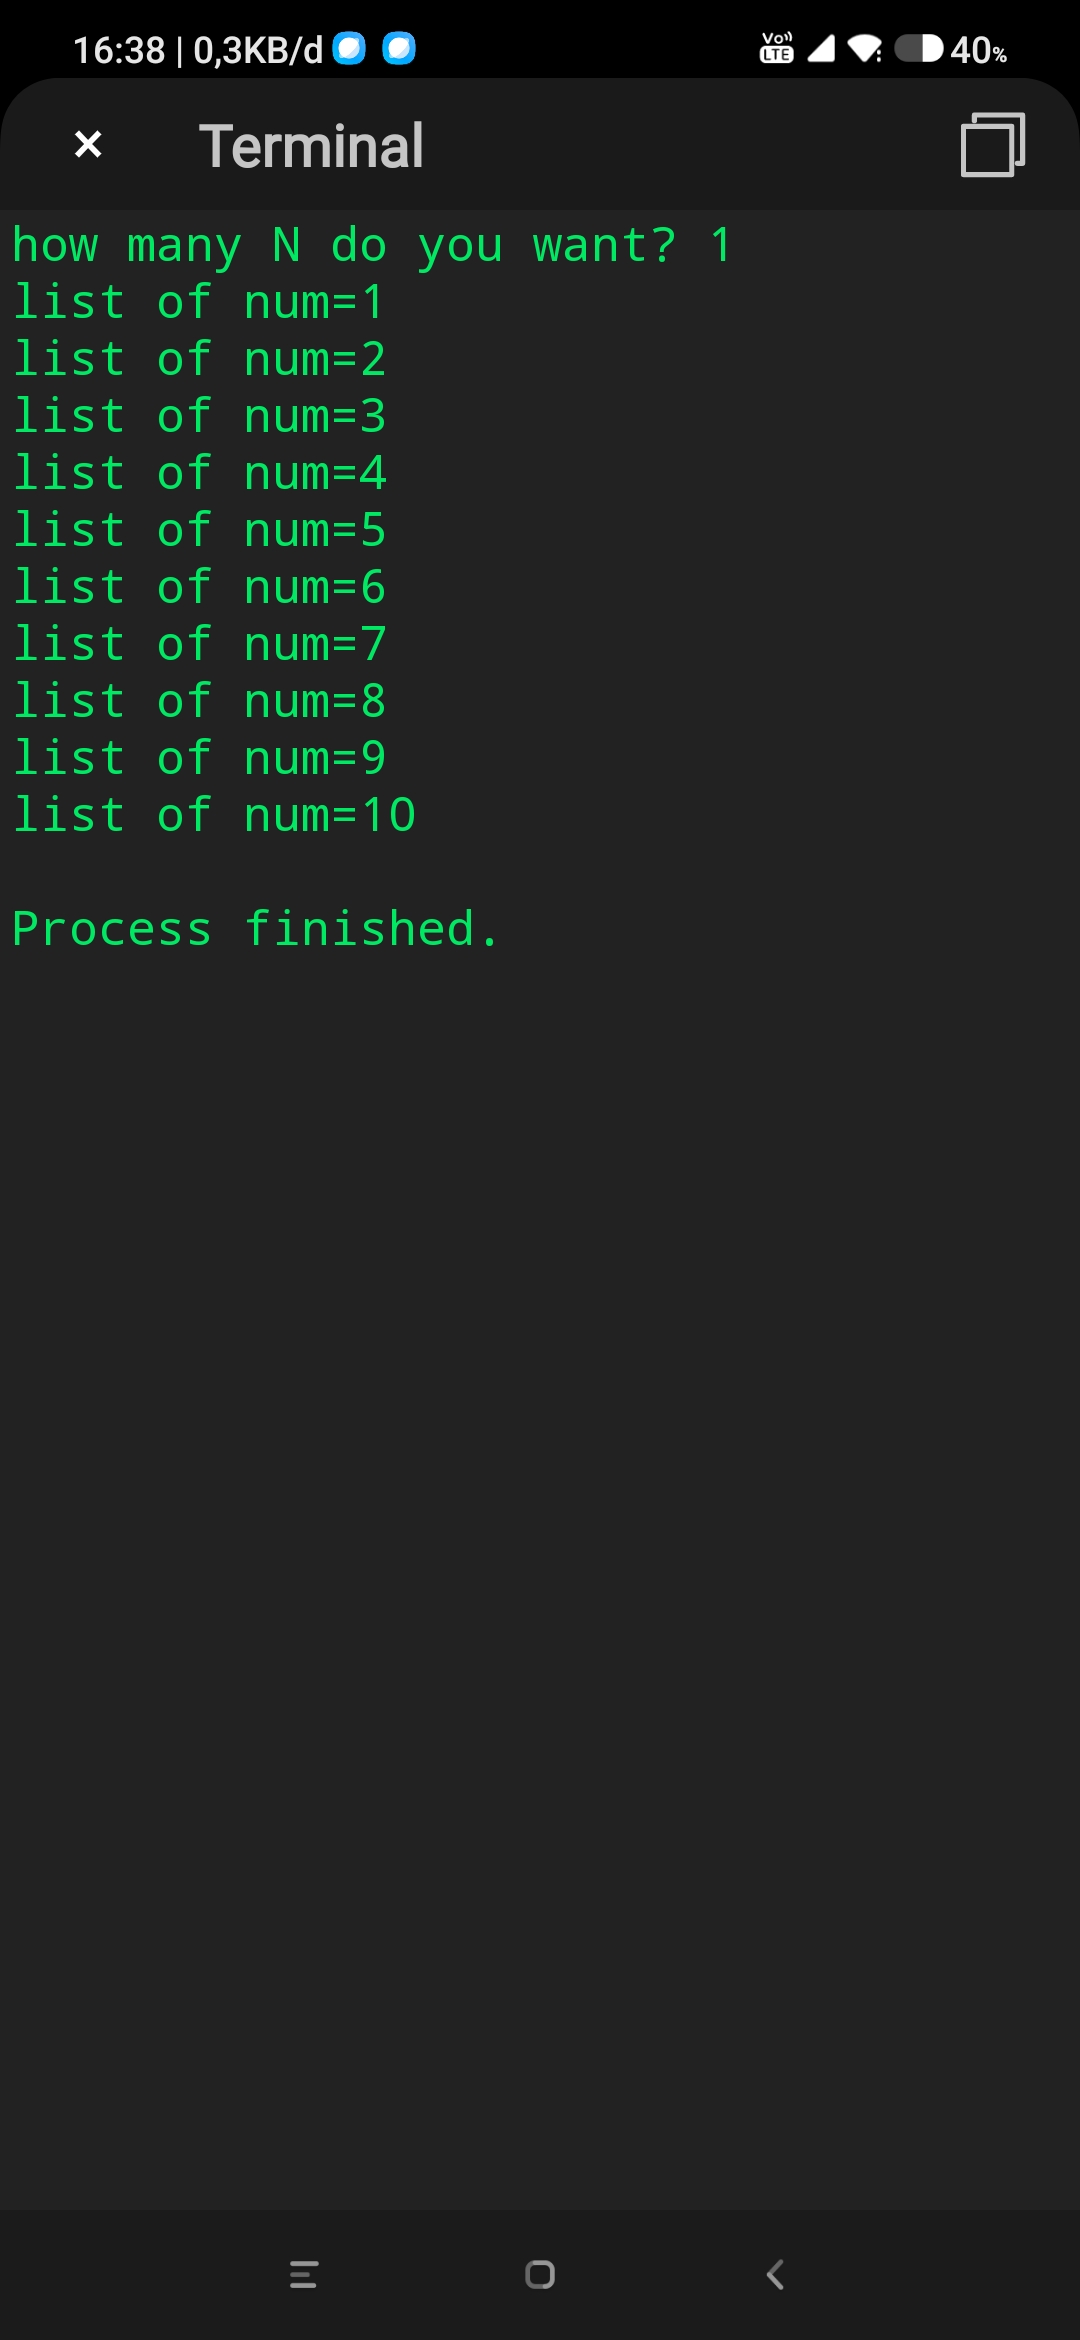 16:38 | 0,3KB/d
Vo)) LTE 40%
Terminal
how many N do you want? 1
list of num=1
list of num=2
list of num=3
list of num=4
list of num=5
list of num=6
list of num=7
list of num=8
list of num=9
list of num=10
Process finished.